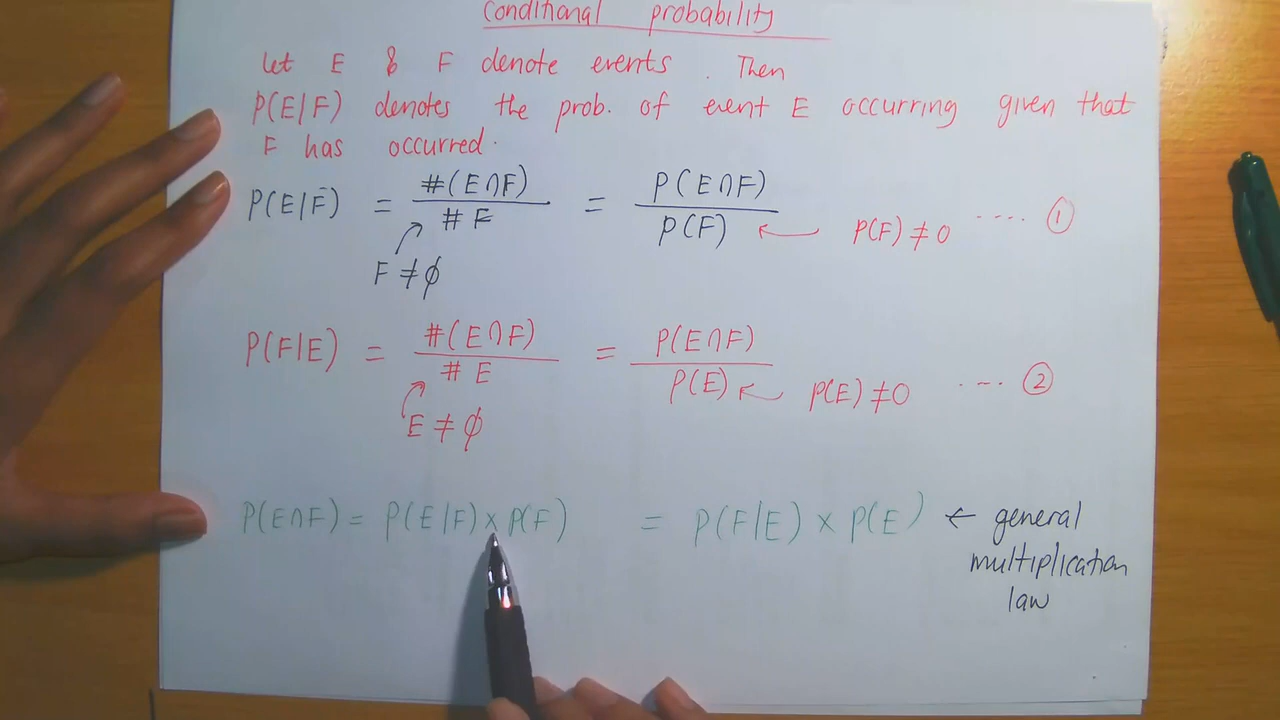 Conditional probability
Let E & F denote events. Then
P(E|F) denotes the prob. of event E occurring given that
F has occurred.
P(E|F) = #(E∩F) / #F = P(E∩F) / P(F) ← P(F) ≠ 0 .... ①
F ≠ ϕ
P(F|E) = #(E∩F) / #E = P(E∩F) / P(E) ← P(E) ≠ 0 .... ②
E ≠ ϕ
P(E∩F) = P(E|F) × P(F) = P(F|E) × P(E) ← general
multiplication
law